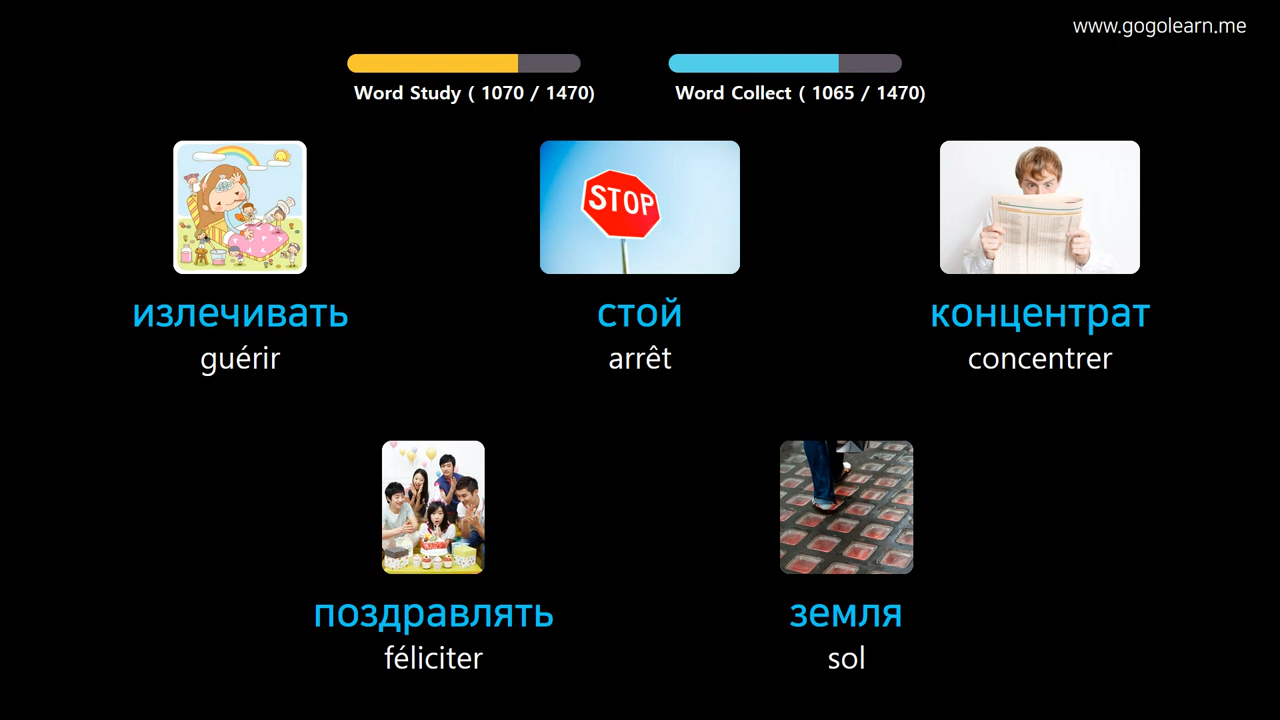 www.gogolearn.me
Word Study ( 1070 / 1470)
Word Collect ( 1065 / 1470)
STOP
излечивать
стой
концентрат
guérir
arrêt
concentrer
поздравлять
земля
féliciter
sol